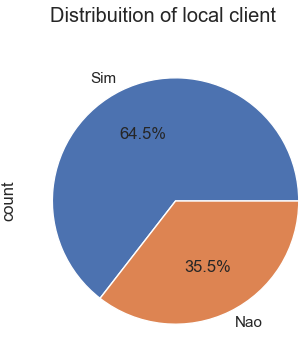 Distribuition of local client
Sim
64.5%
count
35.5%
Nao